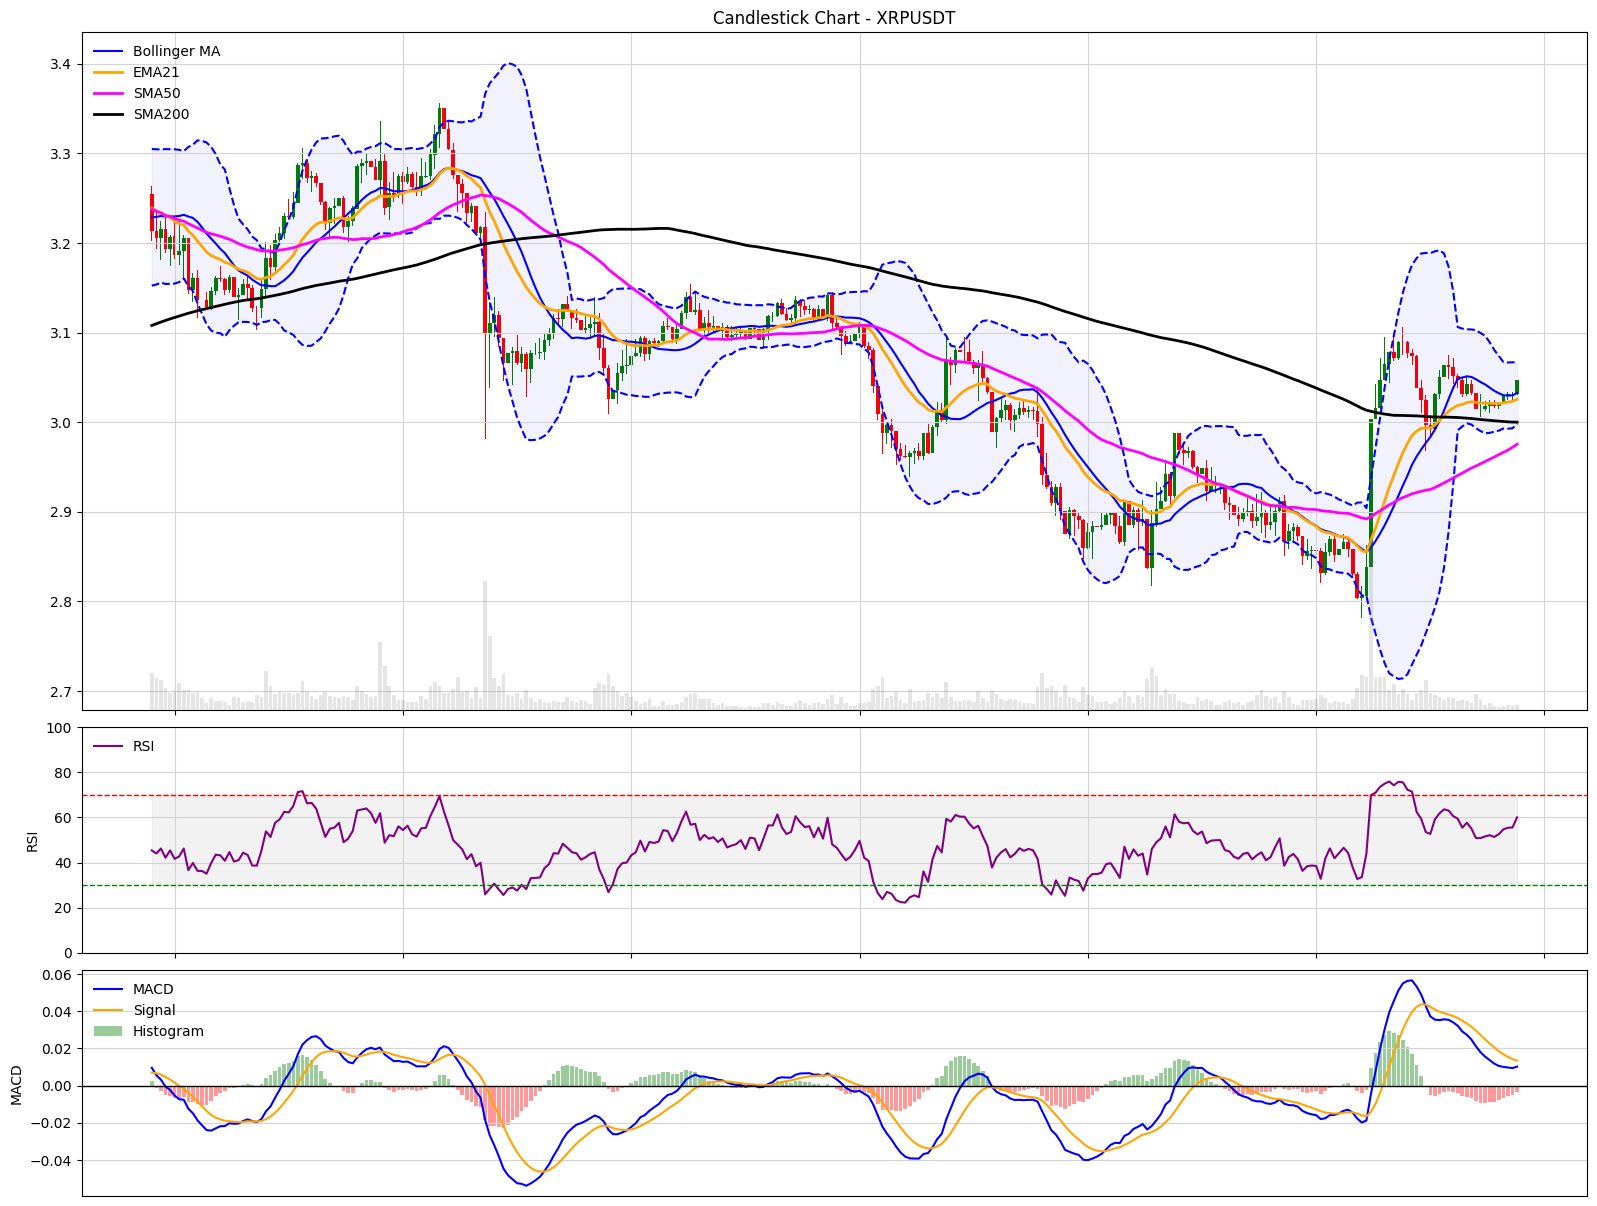 Candlestick Chart - XRPUSDT
Bollinger MA
EMA21
SMA50
SMA200
3.4
3.3
3.2
3.1
3.0
2.9
2.8
2.7
RSI
100
80
60
40
20
0
RSI
MACD
Signal
Histogram
0.06
0.04
0.02
0.00
−0.02
−0.04
MACD